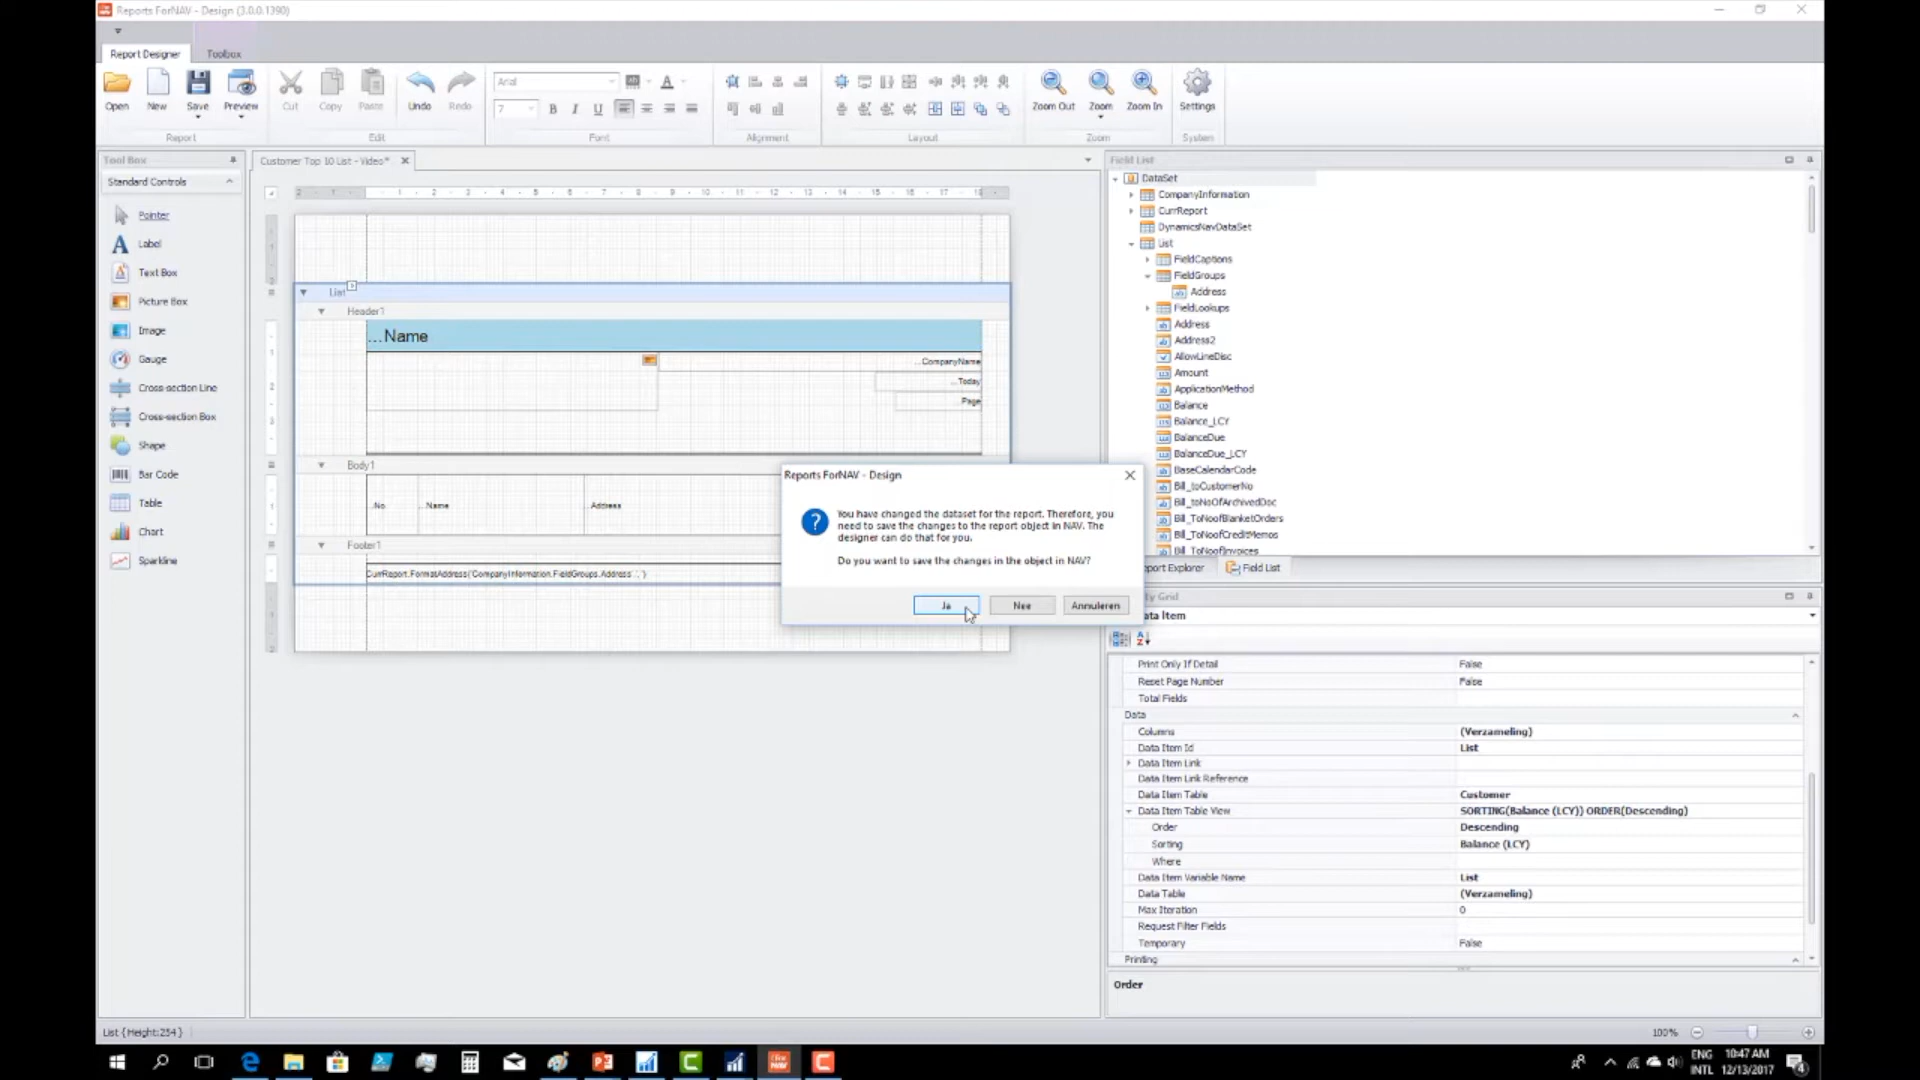 Reports ForNAV - Design (3.0.0.1390)
Report Designer
Toolbox
Open
New
Save
Preview
Cut
Copy
Paste
Undo
Redo
Arial
7
B
I
U
Zoom Out
Zoom
Zoom In
Settings
Report
Edit
Font
Alignment
Layout
Zoom
System
Tool Box
Standard Controls
Pointer
Label
Text Box
Picture Box
Image
Gauge
Cross-section Line
Cross-section Box
Shape
Bar Code
Table
Chart
Sparkline
Customer Top 10 List - Video*
List
Header1
...Name
...CompanyName
...Today
Page
Body1
..No
..Name
..Address
Footer1
CurrReport.FormatAddress('CompanyInformation.FieldGroups.Address', ', ')
Reports ForNAV - Design
You have changed the dataset for the report. Therefore, you
need to save the changes to the report object in NAV. The
designer can do that for you.
Do you want to save the changes in the object in NAV?
Ja
Nee
Annuleren
Field List
DataSet
CompanyInformation
CurrReport
DynamicsNavDataSet
List
FieldCaptions
FieldGroups
Address
FieldLookups
Address
Address2
AllowLineDisc
Amount
ApplicationMethod
Balance
Balance_LCY
BalanceDue
BalanceDue_LCY
BaseCalendarCode
Bill_toCustomerNo
Bill_toNoOfArchivedDoc
Bill_ToNoofBlanketOrders
Bill_ToNoofCreditMemos
Bill_ToNoofInvoices
port Explorer
Field List
ty Grid
ata Item
Print Only If Detail False
Reset Page Number False
Total Fields
Data
Columns (Verzameling)
Data Item Id List
Data Item Link
Data Item Link Reference
Data Item Table Customer
Data Item Table View SORTING(Balance (LCY)) ORDER(Descending)
Order Descending
Sorting Balance (LCY)
Where
Data Item Variable Name List
Data Table (Verzameling)
Max Iteration 0
Request Filter Fields
Temporary False
Printing
Order
List {Height:254}
100%
ENG
INTL
10:47 AM
12/13/2017
4